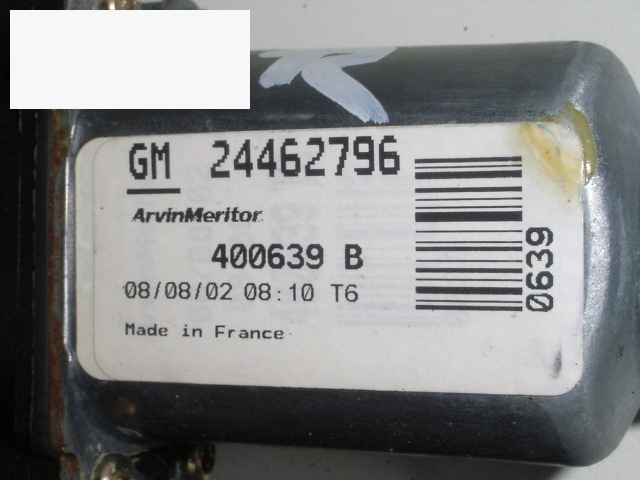 R
GM 24462796
ArvinMeritor
400639 B
08/08/02 08:10 T6
Made in France
0639